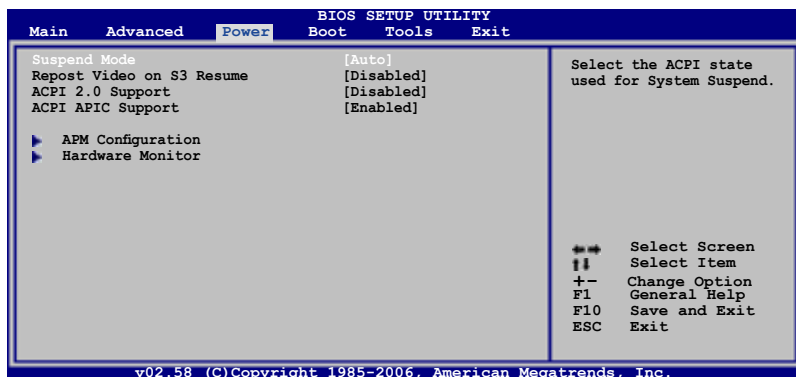 BIOS SETUP UTILITY
Main Advanced Power Boot Tools Exit
Suspend Mode [Auto]
Repost Video on S3 Resume [Disabled]
ACPI 2.0 Support [Disabled]
ACPI APIC Support [Enabled]
APM Configuration
Hardware Monitor
Select the ACPI state
used for System Suspend.
←→ Select Screen
↑↓ Select Item
+- Change Option
F1 General Help
F10 Save and Exit
ESC Exit
v02.58 (C)Copyright 1985-2006, American Megatrends, Inc.